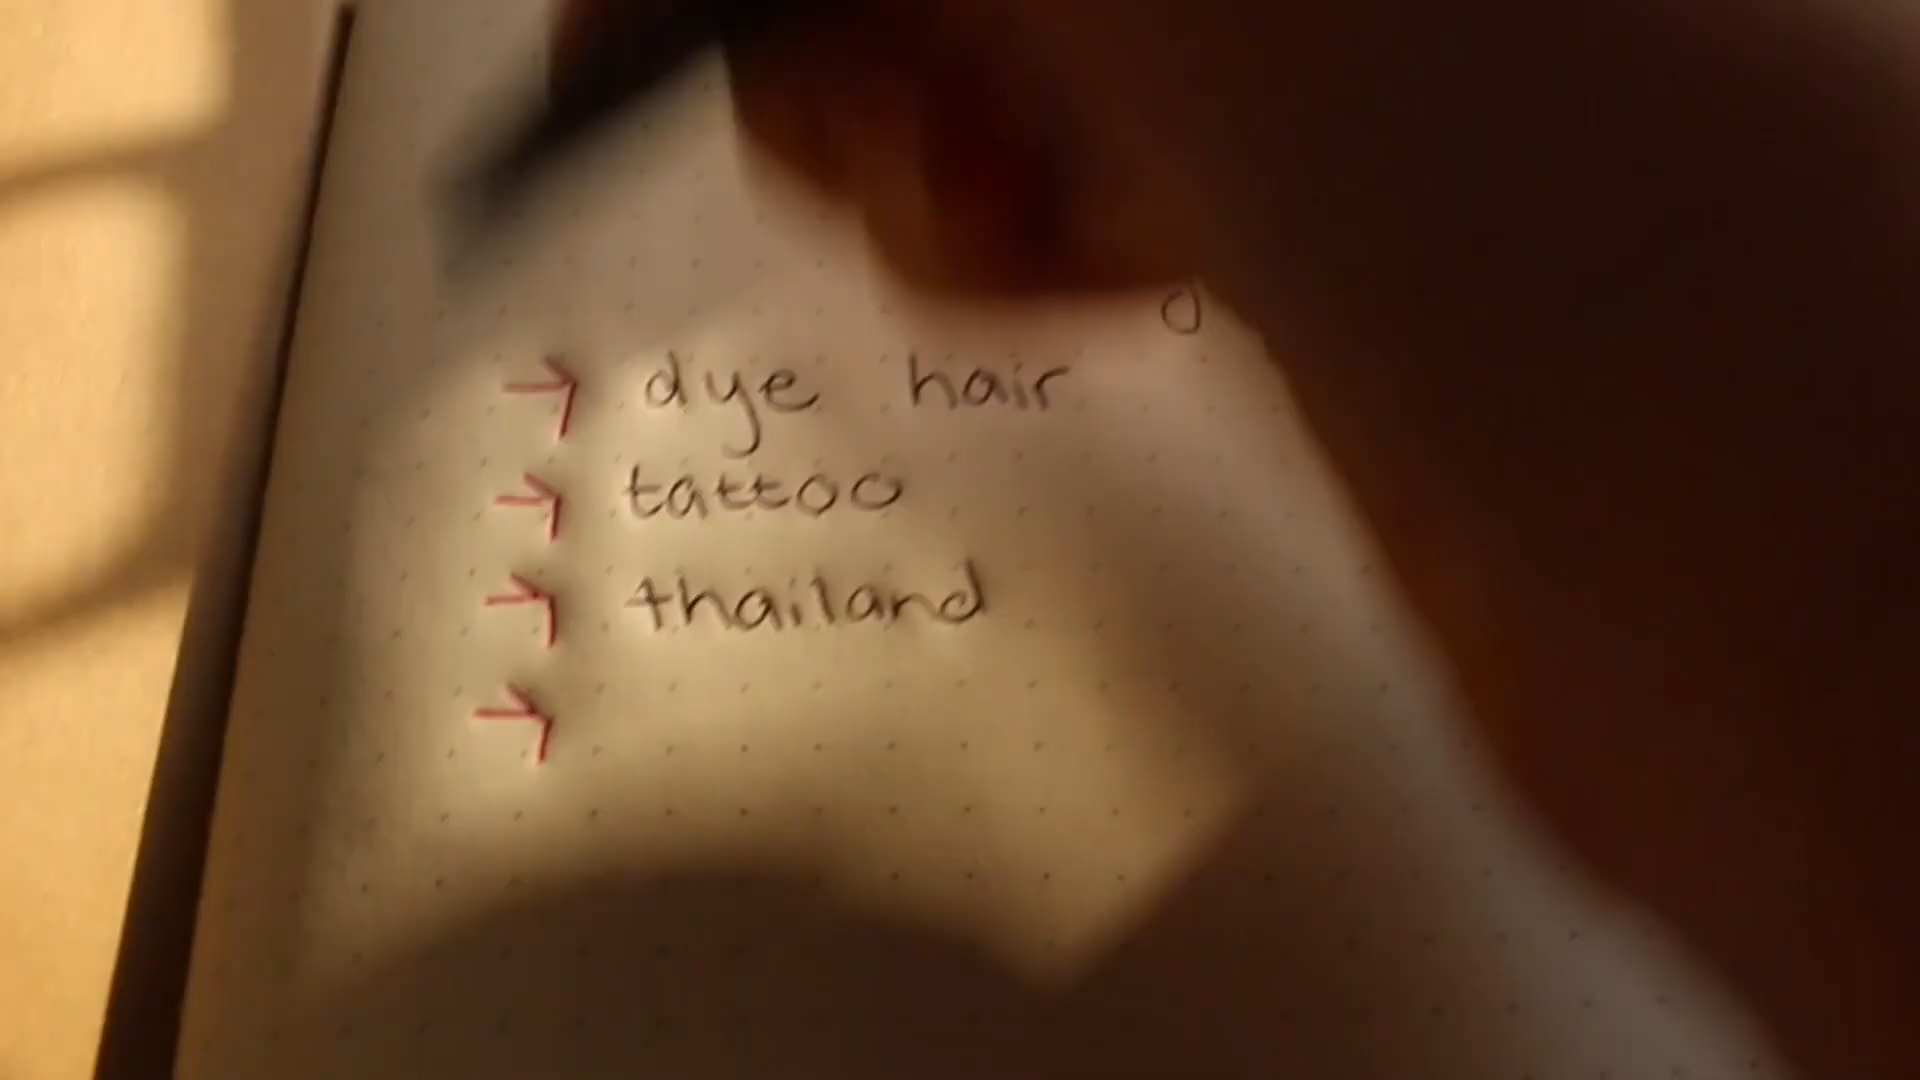 → dye hair
→ tattoo
→ thailand
→